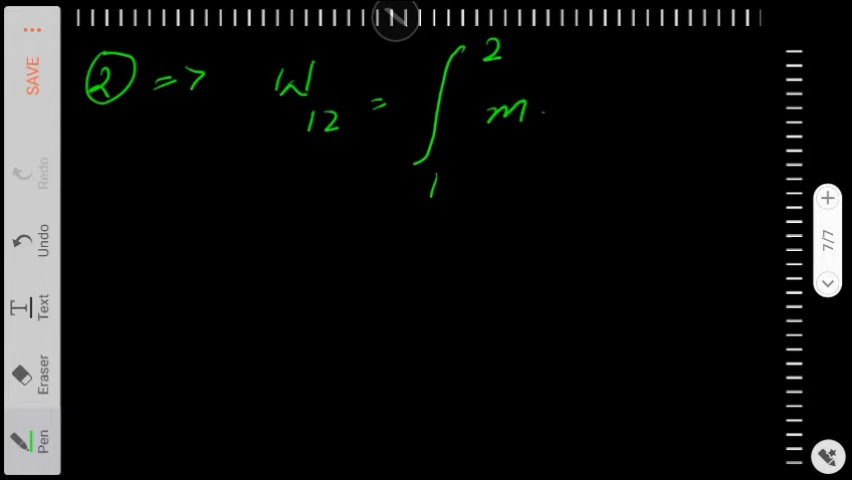 ② => W₁₂ = ∫₁² m
SAVE
Redo
Undo
Text
Eraser
Pen
7/7